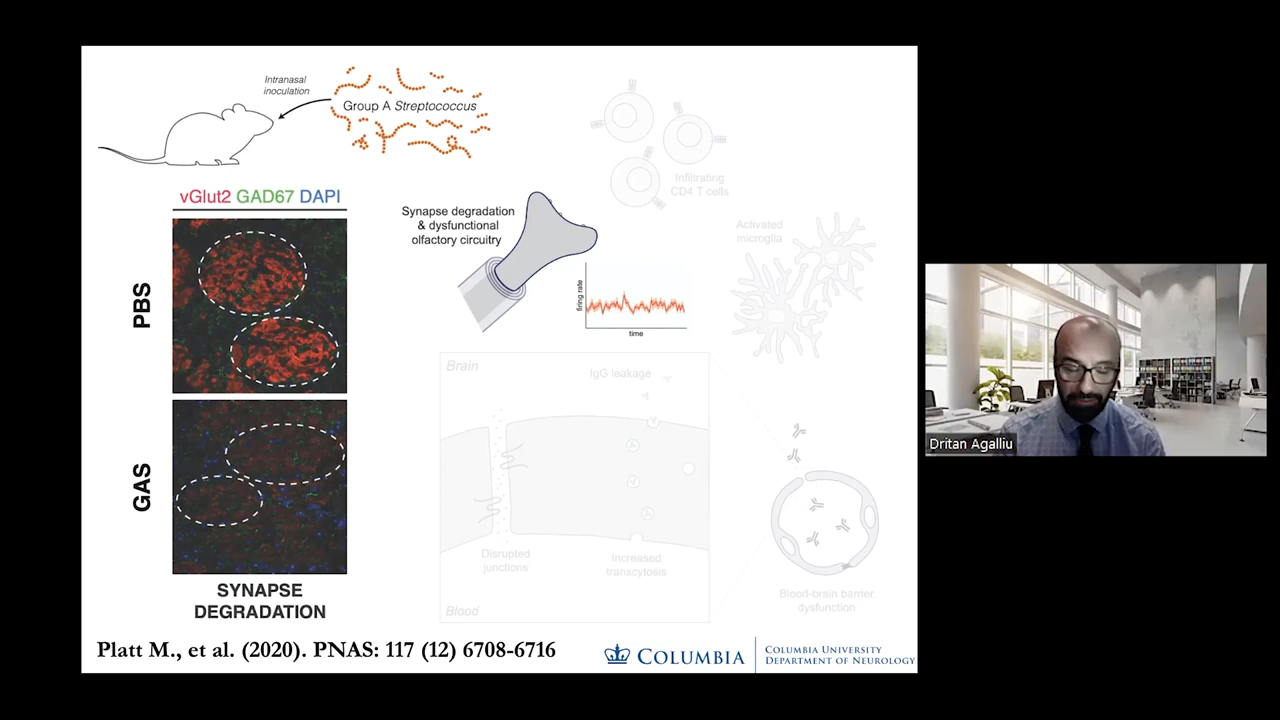 Intranasal
inoculation
Group A Streptococcus
vGlut2 GAD67 DAPI
PBS
GAS
SYNAPSE
DEGRADATION
Synapse degradation
& dysfunctional
olfactory circuitry
firing rate
time
Infiltrating
CD4 T cells
Activated
microglia
Brain
IgG leakage
Disrupted
junctions
Increased
transcytosis
Blood
Blood-brain barrier
dysfunction
Platt M., et al. (2020). PNAS: 117 (12) 6708-6716
COLUMBIA
COLUMBIA UNIVERSITY
DEPARTMENT OF NEUROLOGY
Dritan Agalliu